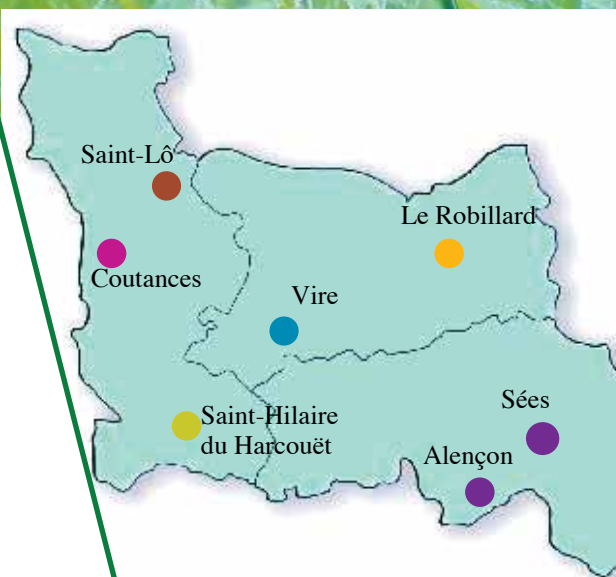 Saint-Lô
Le Robillard
Coutances
Vire
Saint-Hilaire
du Harcouët
Sées
Alençon